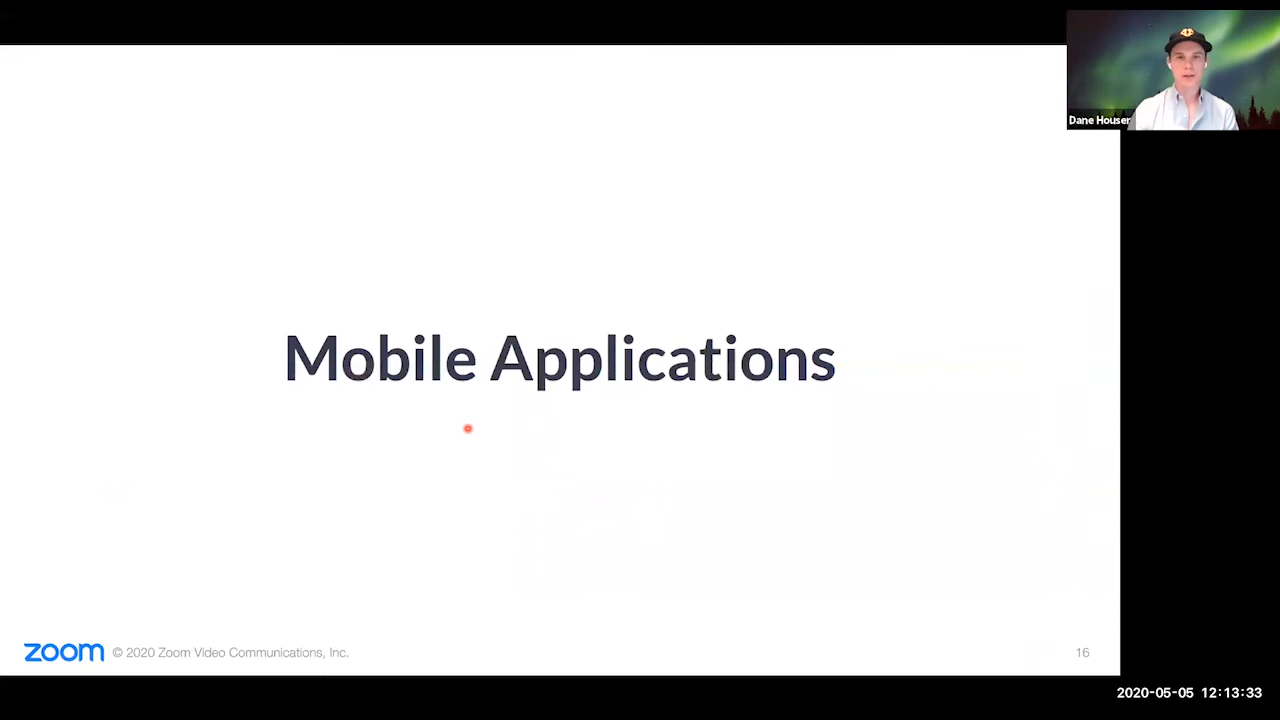 Dane Houser
Mobile Applications
zoom © 2020 Zoom Video Communications, Inc.
16
2020-05-05 12:13:33